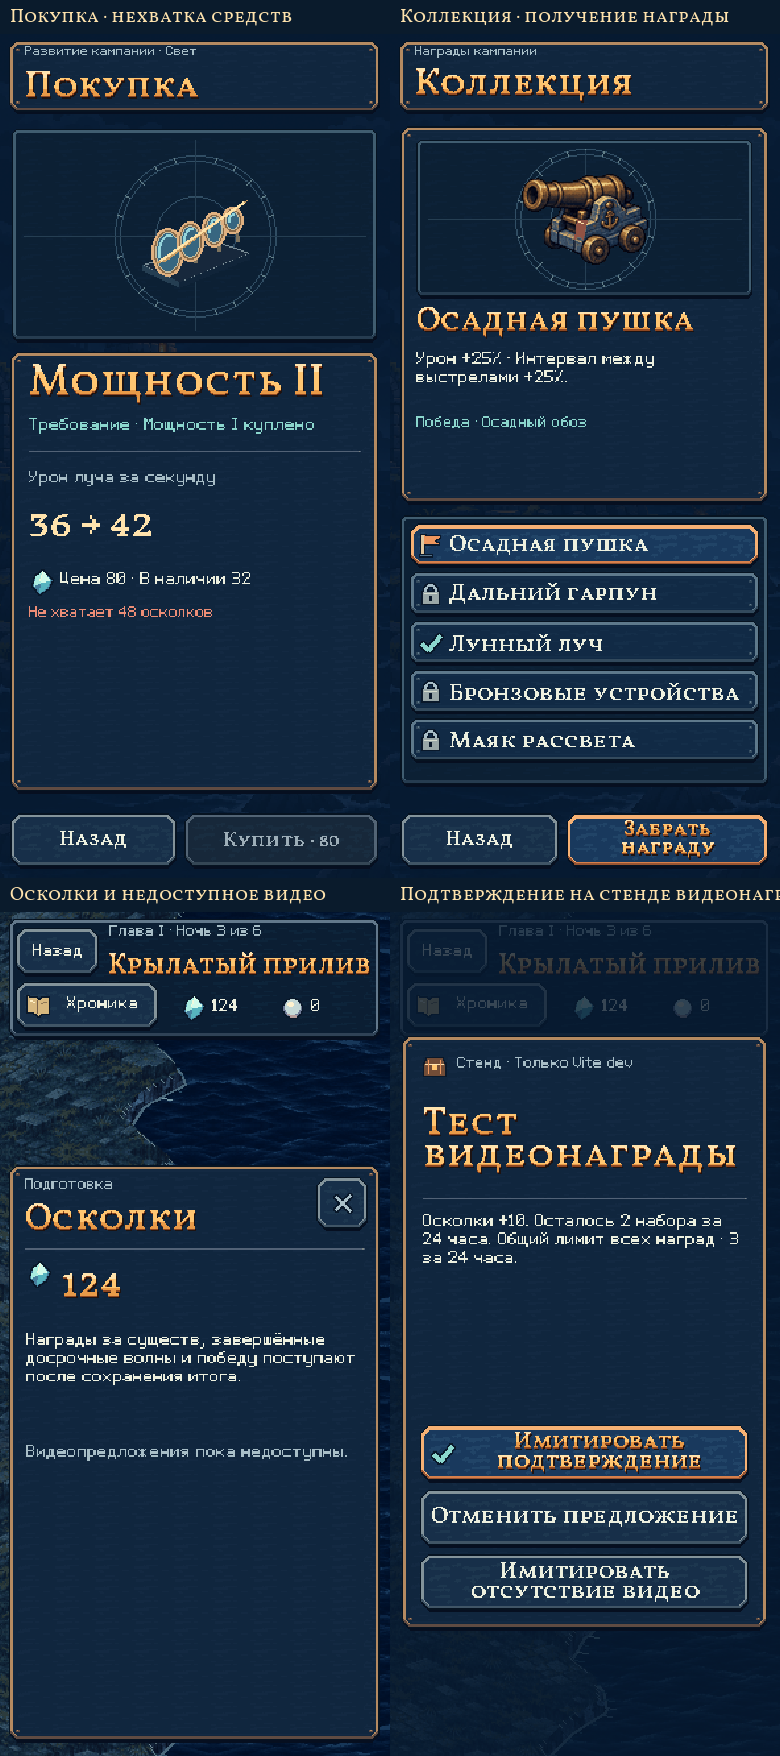 Покупка · нехватка средств
Развитие кампании · Свет
Покупка
Мощность II
Требование · Мощность I куплено
Урон луча за секунду
36 → 42
Цена 80 · В наличии 32
Не хватает 48 осколков
Назад
Купить · 80
Коллекция · получение награды
Награды кампании
Коллекция
Осадная пушка
Урон +25%. · Интервал между
выстрелами +25%.
Победа · Осадный обоз
Осадная пушка
Дальний гарпун
Лунный луч
Бронзовые устройства
Маяк рассвета
Назад
Забрать
награду
Осколки и недоступное видео
Глава I · Ночь 3 из 6
Назад
Крылатый прилив
Хроника
124
0
Подготовка
Осколки
124
Награды за существ, завершённые
досрочные волны и победу поступают
после сохранения итога.
Видеопредложения пока недоступны.
Подтверждение на стенде видеонагр
Глава I · Ночь 3 из 6
Назад
Крылатый прилив
Хроника
124
0
Стенд · Только Vite dev
Тест
видеонаграды
Осколки +10. Осталось 2 набора за
24 часа. Общий лимит всех наград · 3
за 24 часа.
Имитировать
подтверждение
Отменить предложение
Имитировать
отсутствие видео